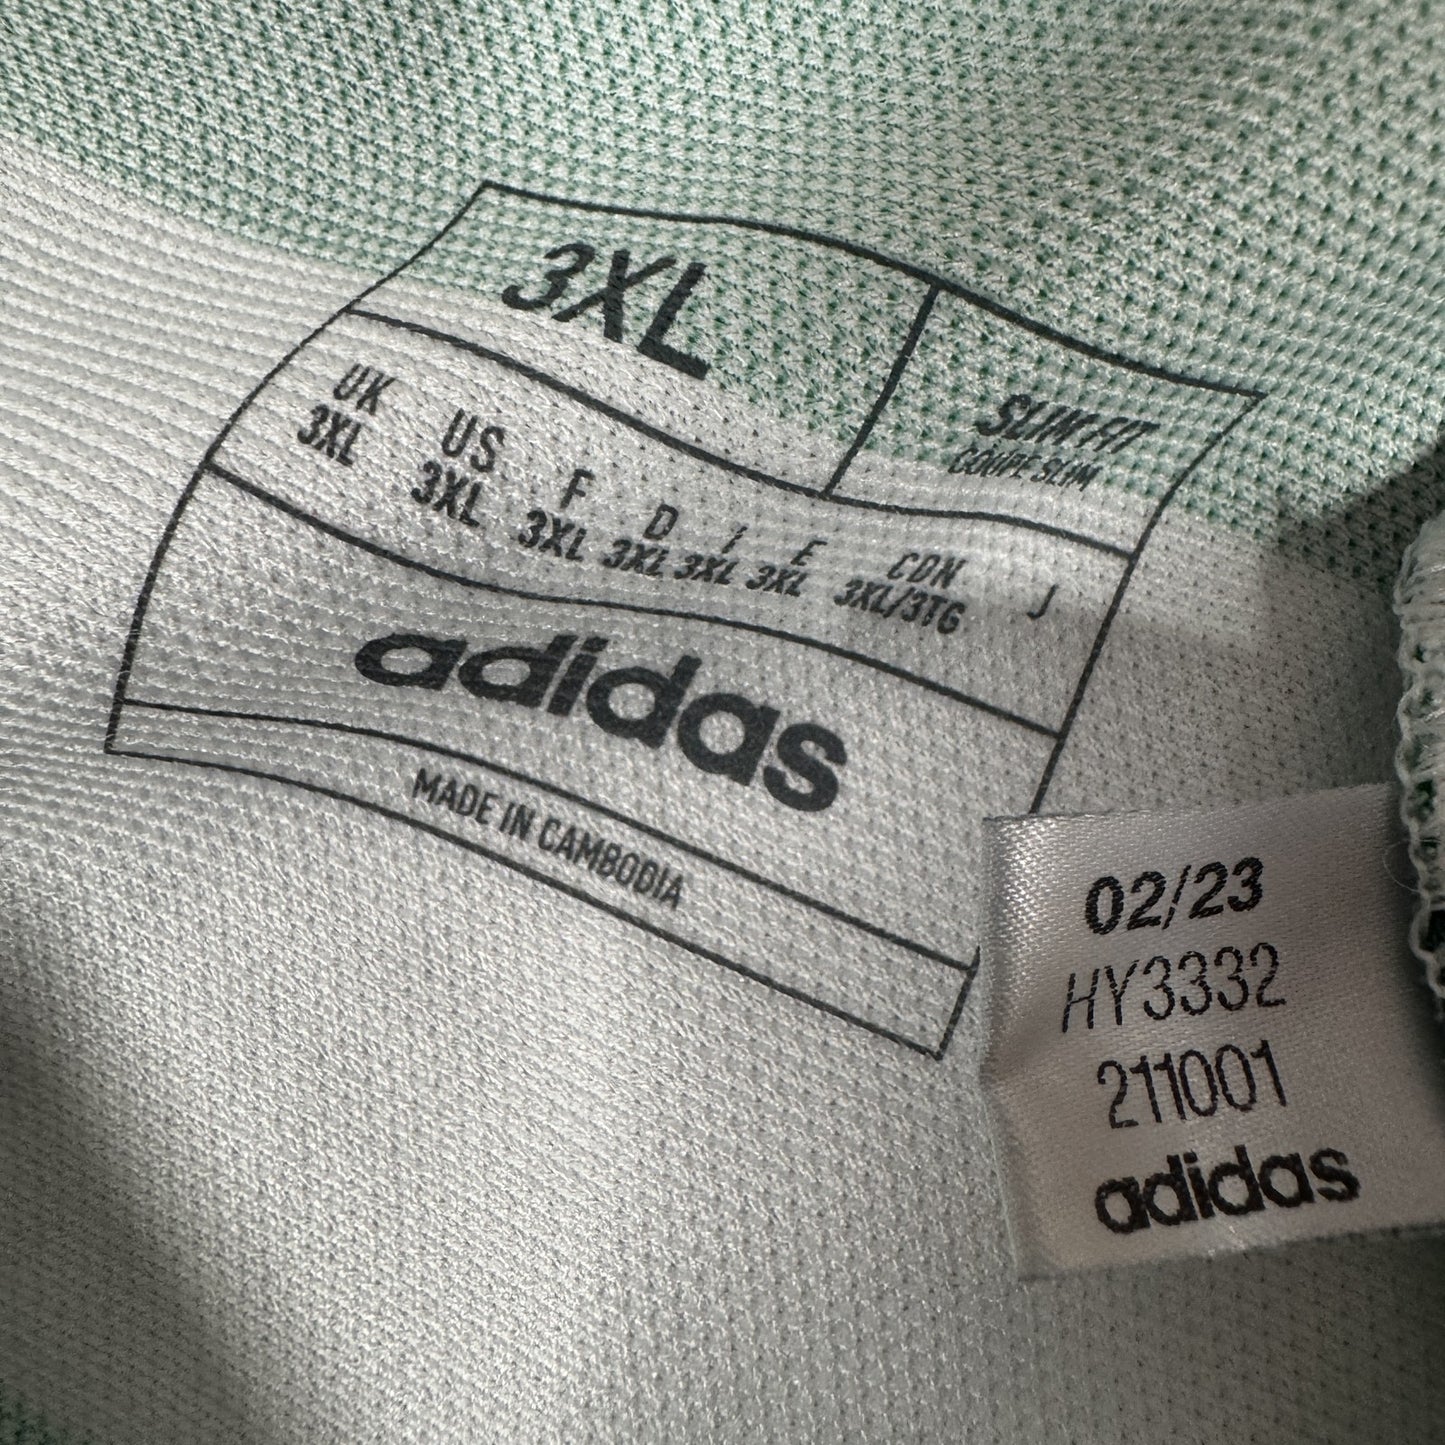 3XL
SLIM FIT
COUPE SLIM
UK US F D I E CDN J
3XL 3XL 3XL 3XL 3XL 3XL 3XL/3TG
adidas
MADE IN CAMBODIA
02/23
HY3332
211001
adidas